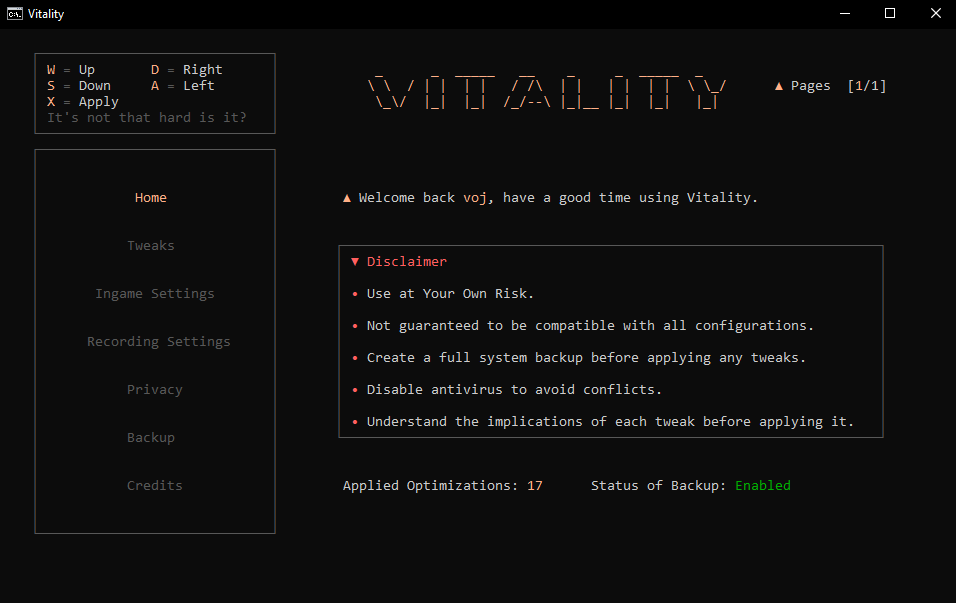 Vitality
W = Up D = Right
S = Down A = Left
X = Apply
It's not that hard is it?
VITALITY
▲ Pages [1/1]
Home
Tweaks
Ingame Settings
Recording Settings
Privacy
Backup
Credits
▲ Welcome back voj, have a good time using Vitality.
▼ Disclaimer
• Use at Your Own Risk.
• Not guaranteed to be compatible with all configurations.
• Create a full system backup before applying any tweaks.
• Disable antivirus to avoid conflicts.
• Understand the implications of each tweak before applying it.
Applied Optimizations: 17 Status of Backup: Enabled